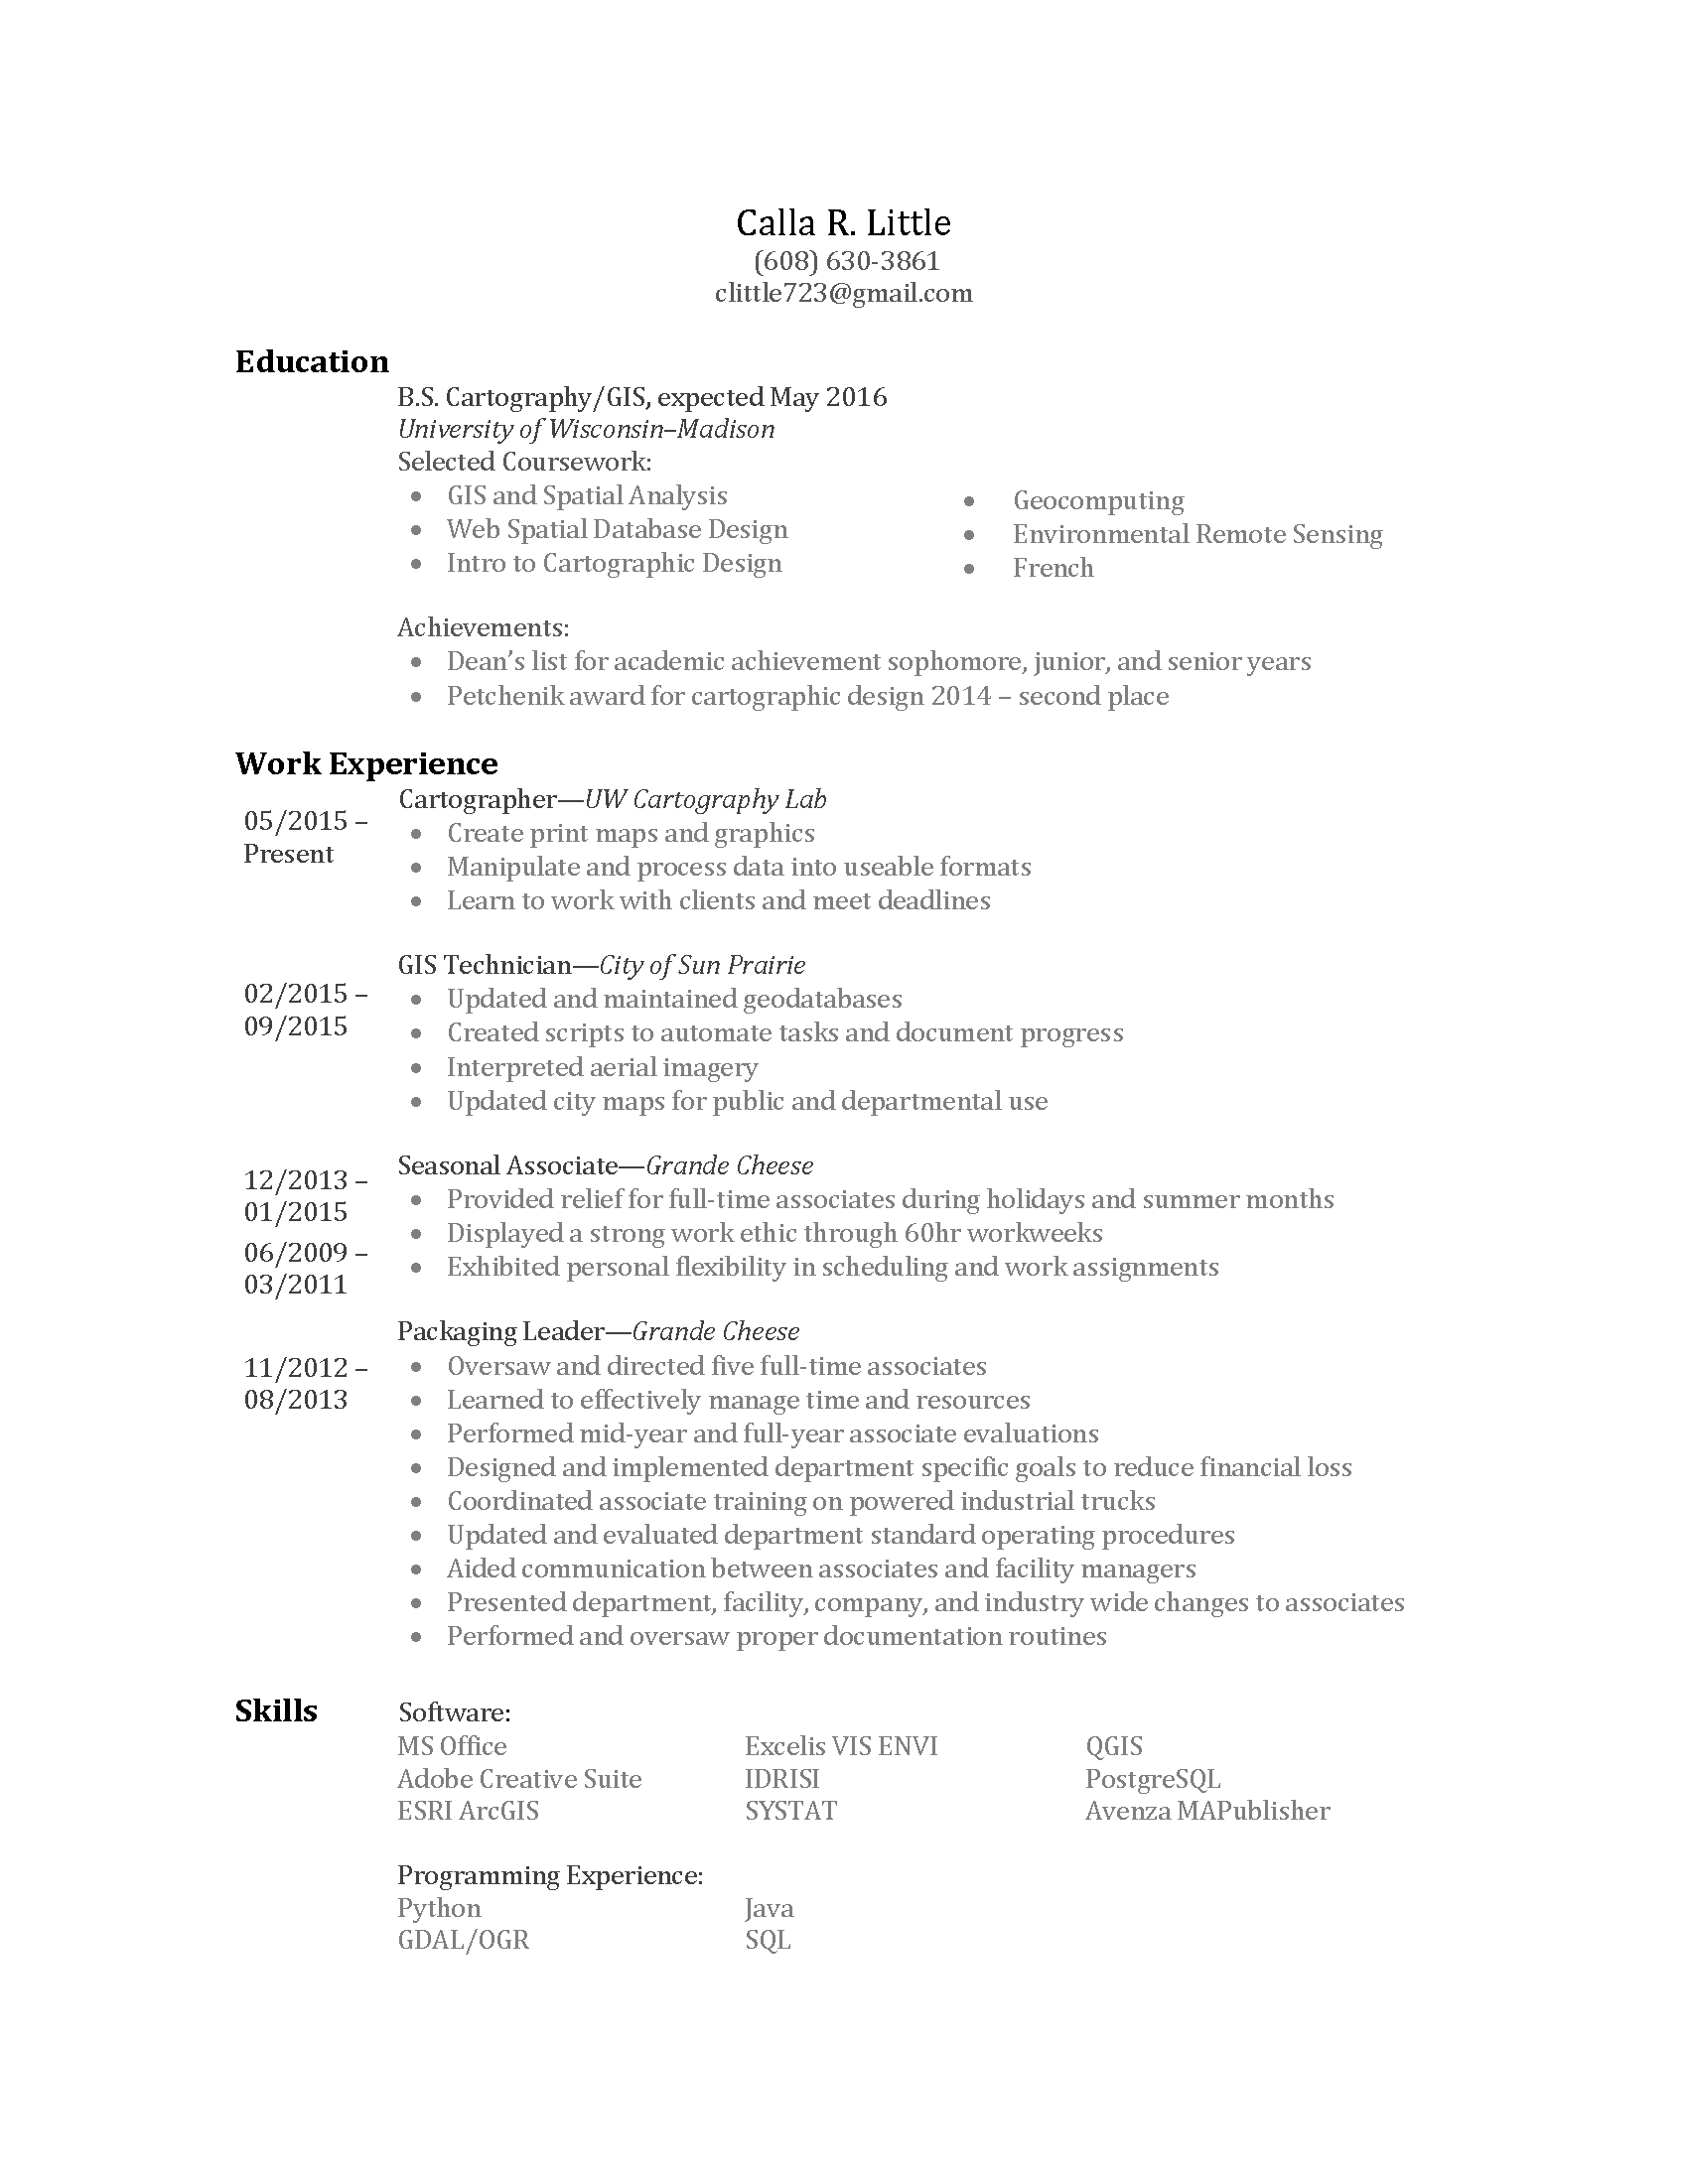 Calla R. Little
(608) 630-3861
clittle723@gmail.com
Education
B.S. Cartography/GIS, expected May 2016
University of Wisconsin–Madison
Selected Coursework:
• GIS and Spatial Analysis
• Web Spatial Database Design
• Intro to Cartographic Design
• Geocomputing
• Environmental Remote Sensing
• French
Achievements:
• Dean’s list for academic achievement sophomore, junior, and senior years
• Petchenik award for cartographic design 2014 – second place
Work Experience
05/2015 –
Present
Cartographer—UW Cartography Lab
• Create print maps and graphics
• Manipulate and process data into useable formats
• Learn to work with clients and meet deadlines
02/2015 –
09/2015
GIS Technician—City of Sun Prairie
• Updated and maintained geodatabases
• Created scripts to automate tasks and document progress
• Interpreted aerial imagery
• Updated city maps for public and departmental use
12/2013 –
01/2015
06/2009 –
03/2011
Seasonal Associate—Grande Cheese
• Provided relief for full-time associates during holidays and summer months
• Displayed a strong work ethic through 60hr workweeks
• Exhibited personal flexibility in scheduling and work assignments
11/2012 –
08/2013
Packaging Leader—Grande Cheese
• Oversaw and directed five full-time associates
• Learned to effectively manage time and resources
• Performed mid-year and full-year associate evaluations
• Designed and implemented department specific goals to reduce financial loss
• Coordinated associate training on powered industrial trucks
• Updated and evaluated department standard operating procedures
• Aided communication between associates and facility managers
• Presented department, facility, company, and industry wide changes to associates
• Performed and oversaw proper documentation routines
Skills
Software:
MS Office Excelis VIS ENVI QGIS
Adobe Creative Suite IDRISI PostgreSQL
ESRI ArcGIS SYSTAT Avenza MAPublisher
Programming Experience:
Python Java
GDAL/OGR SQL